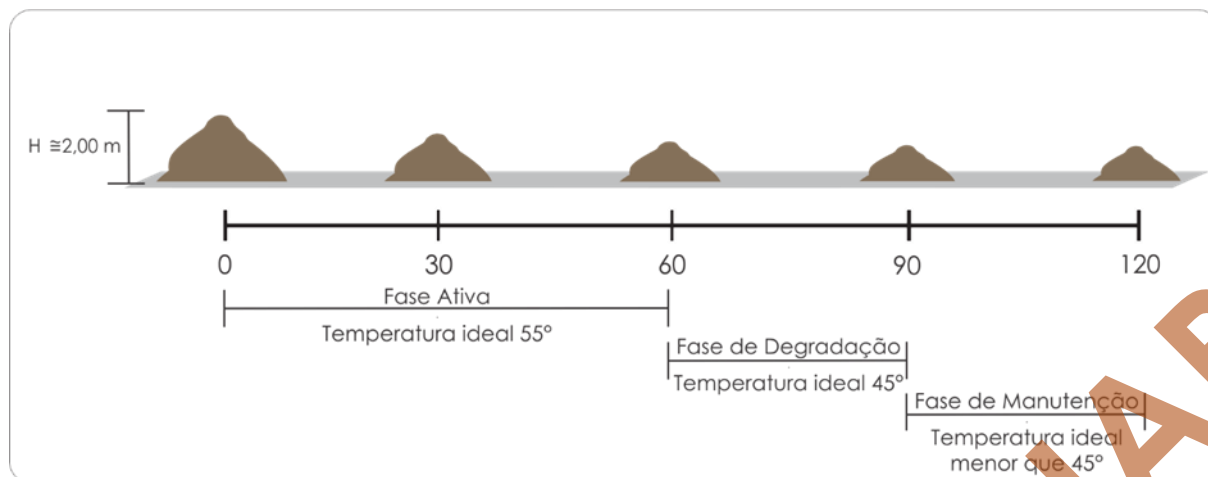 H ≅2,00 m
0 30 60 90 120
Fase Ativa
Temperatura ideal 55°
Fase de Degradação
Temperatura ideal 45°
Fase de Manutenção
Temperatura ideal
menor que 45°